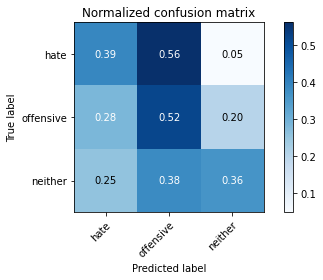 Normalized confusion matrix
True label
hate
0.39 0.56 0.05
offensive
0.28 0.52 0.20
neither
0.25 0.38 0.36
hate
offensive
neither
Predicted label
0.5
0.4
0.3
0.2
0.1